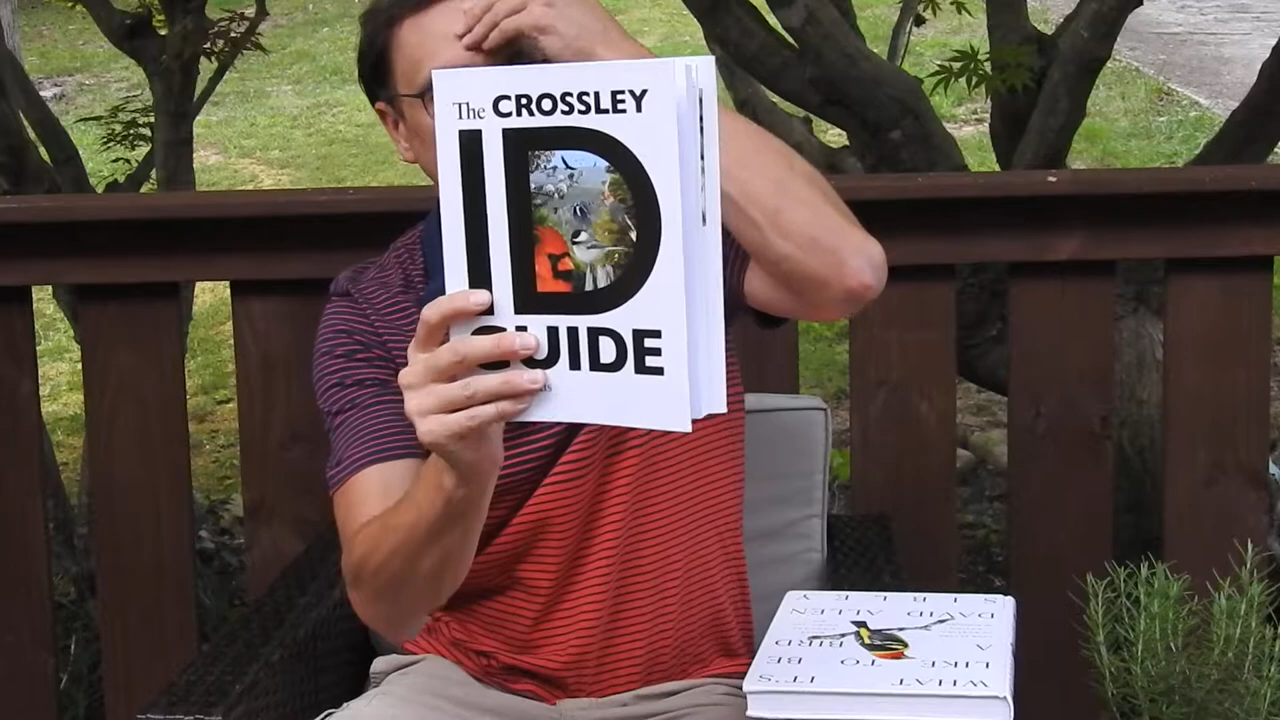 The CROSSLEY
ID
GUIDE
WHAT IT'S
LIKE TO BE
A BIRD
DAVID ALLEN
SIBLEY